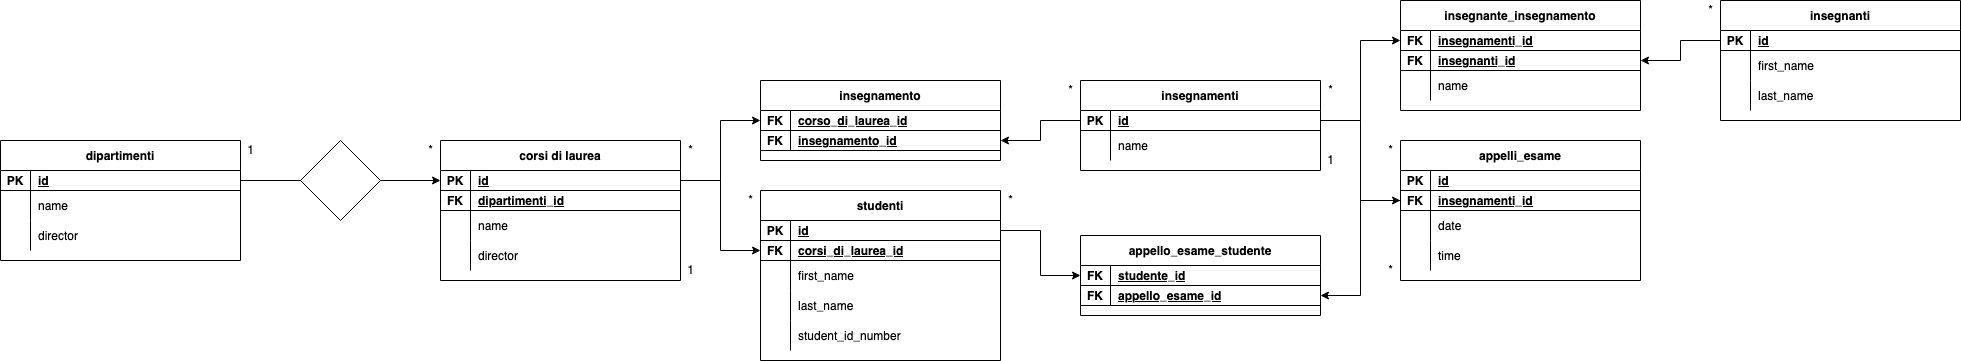 dipartimenti
PK id
name
director
1
*
corsi di laurea
PK id
FK dipartimenti_id
name
director
*
1
insegnamento
FK corso_di_laurea_id
FK insegnamento_id
*
studenti
PK id
FK corsi_di_laurea_id
first_name
last_name
student_id_number
*
*
insegnamenti
PK id
name
*
1
appello_esame_studente
FK studente_id
FK appello_esame_id
insegnante_insegnamento
FK insegnamenti_id
FK insegnanti_id
name
*
appelli_esame
PK id
FK insegnamenti_id
date
time
*
*
insegnanti
PK id
first_name
last_name